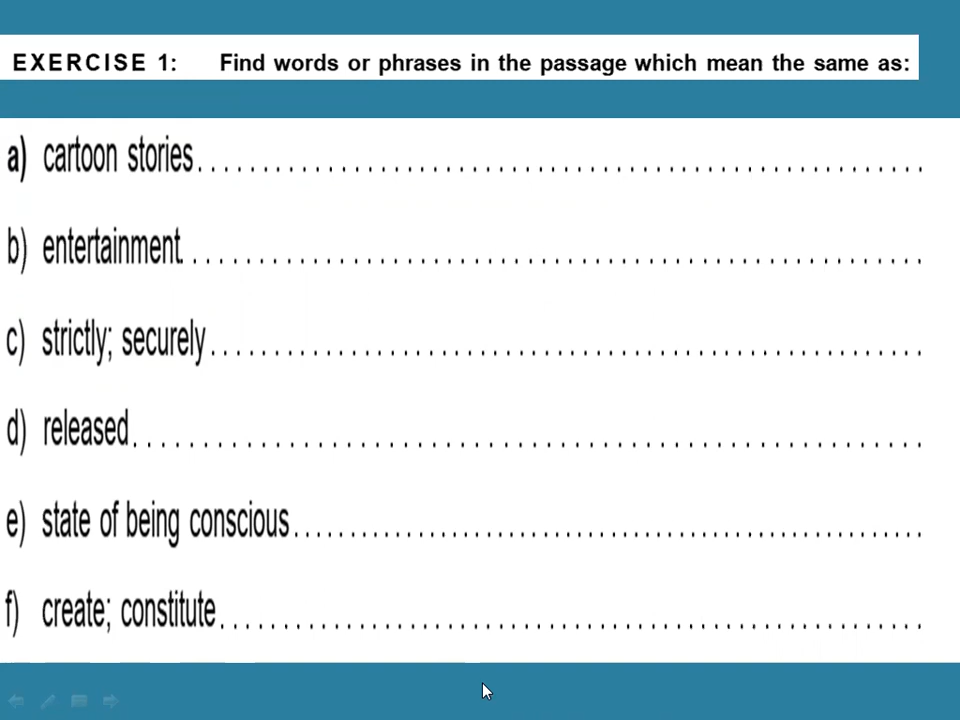 EXERCISE 1: Find words or phrases in the passage which mean the same as:
a) cartoon stories......................................................
b) entertainment.......................................................
c) strictly; securely.....................................................
d) released........................................................
e) state of being conscious.................................................
f) create; constitute.....................................................